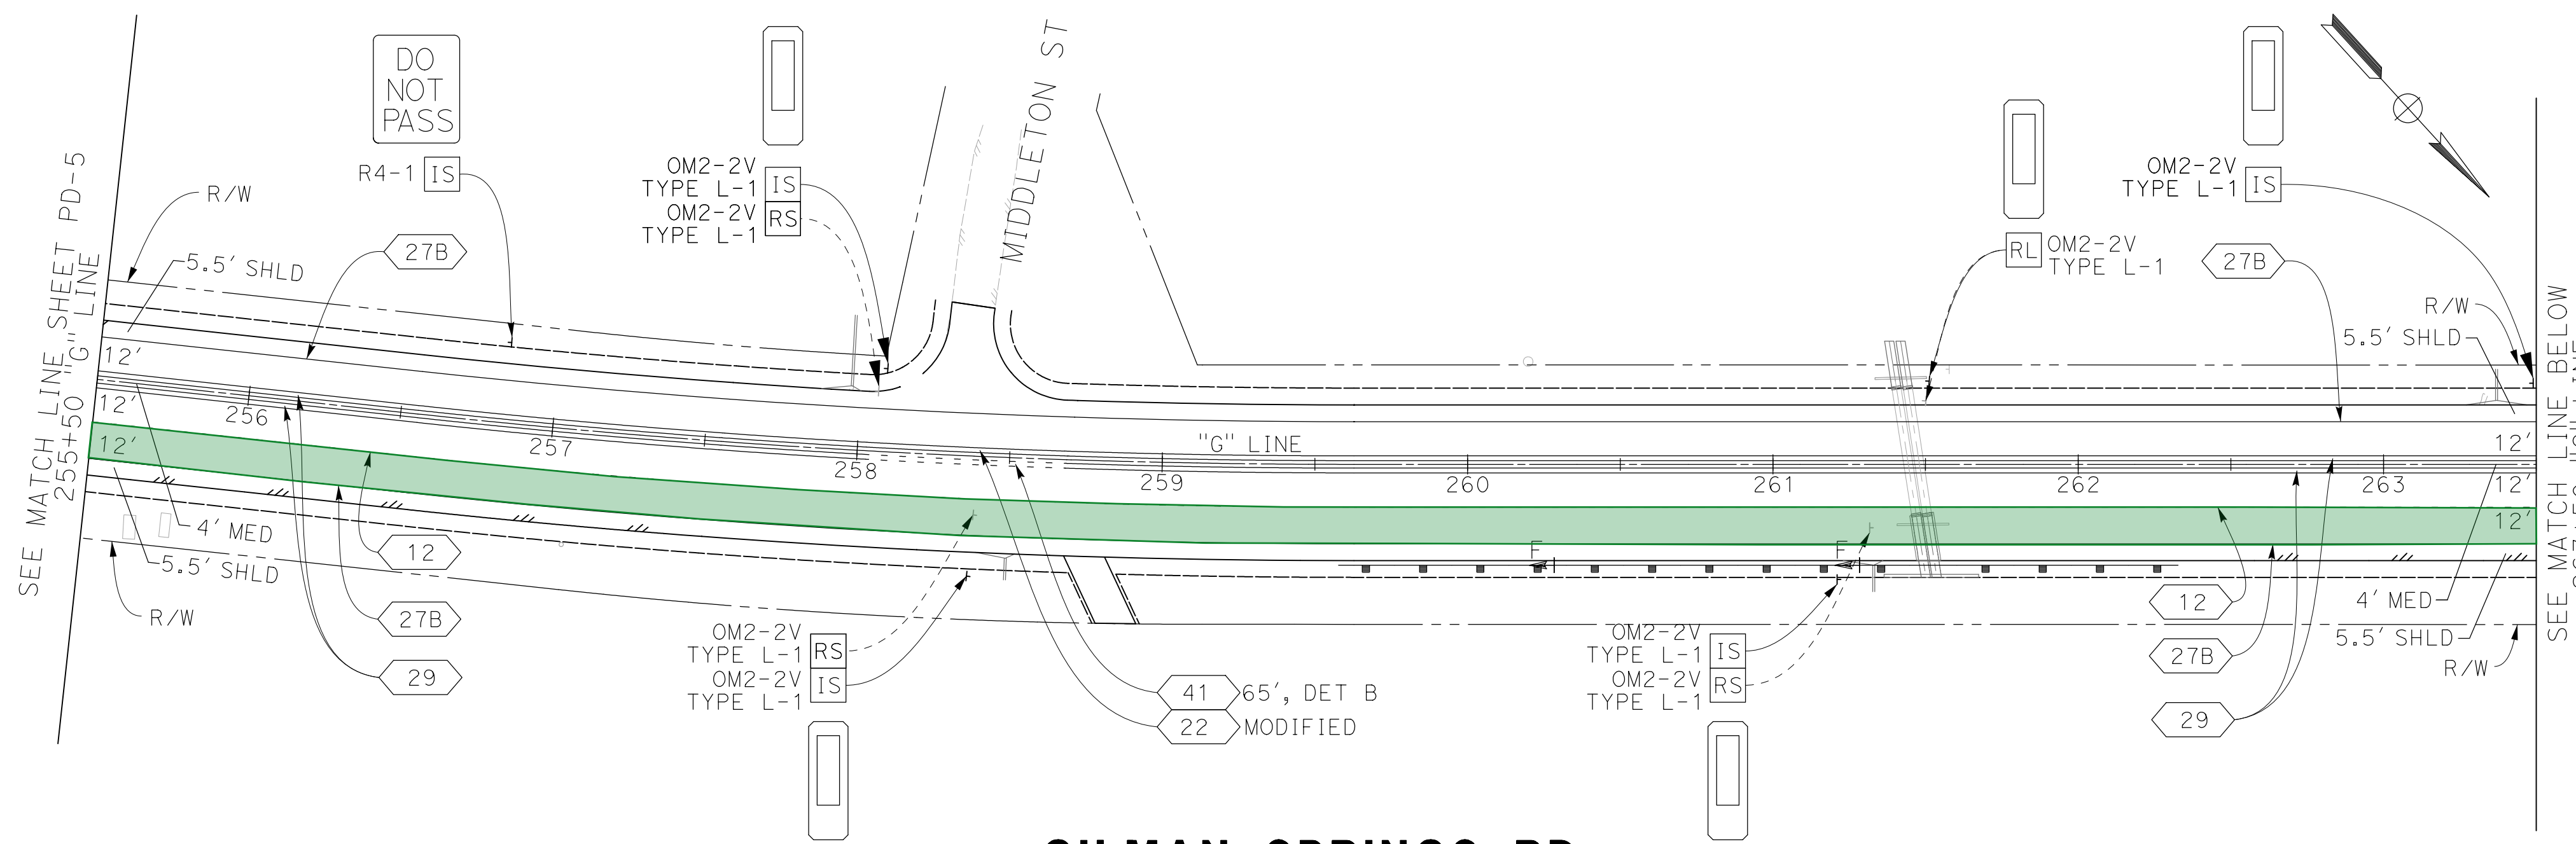 DO
NOT
PASS
R4-1 IS
R/W
5.5' SHLD
27B
OM2-2V
TYPE L-1
IS
OM2-2V
TYPE L-1
RS
MIDDLETON ST
RL
OM2-2V
TYPE L-1
OM2-2V
TYPE L-1
IS
27B
R/W
5.5' SHLD
SEE MATCH LINE SHEET PD-5
255+50 "G" LINE
12'
12'
12'
256
257
258
259
260
261
262
263
"G" LINE
12'
12'
12'
4' MED
5.5' SHLD
R/W
12
27B
29
OM2-2V
TYPE L-1
RS
OM2-2V
TYPE L-1
IS
41 65', DET B
22 MODIFIED
F
F
OM2-2V
TYPE L-1
IS
OM2-2V
TYPE L-1
RS
12
27B
29
4' MED
5.5' SHLD
R/W
SEE MATCH LINE BELOW
GILMAN SPRINGS RD